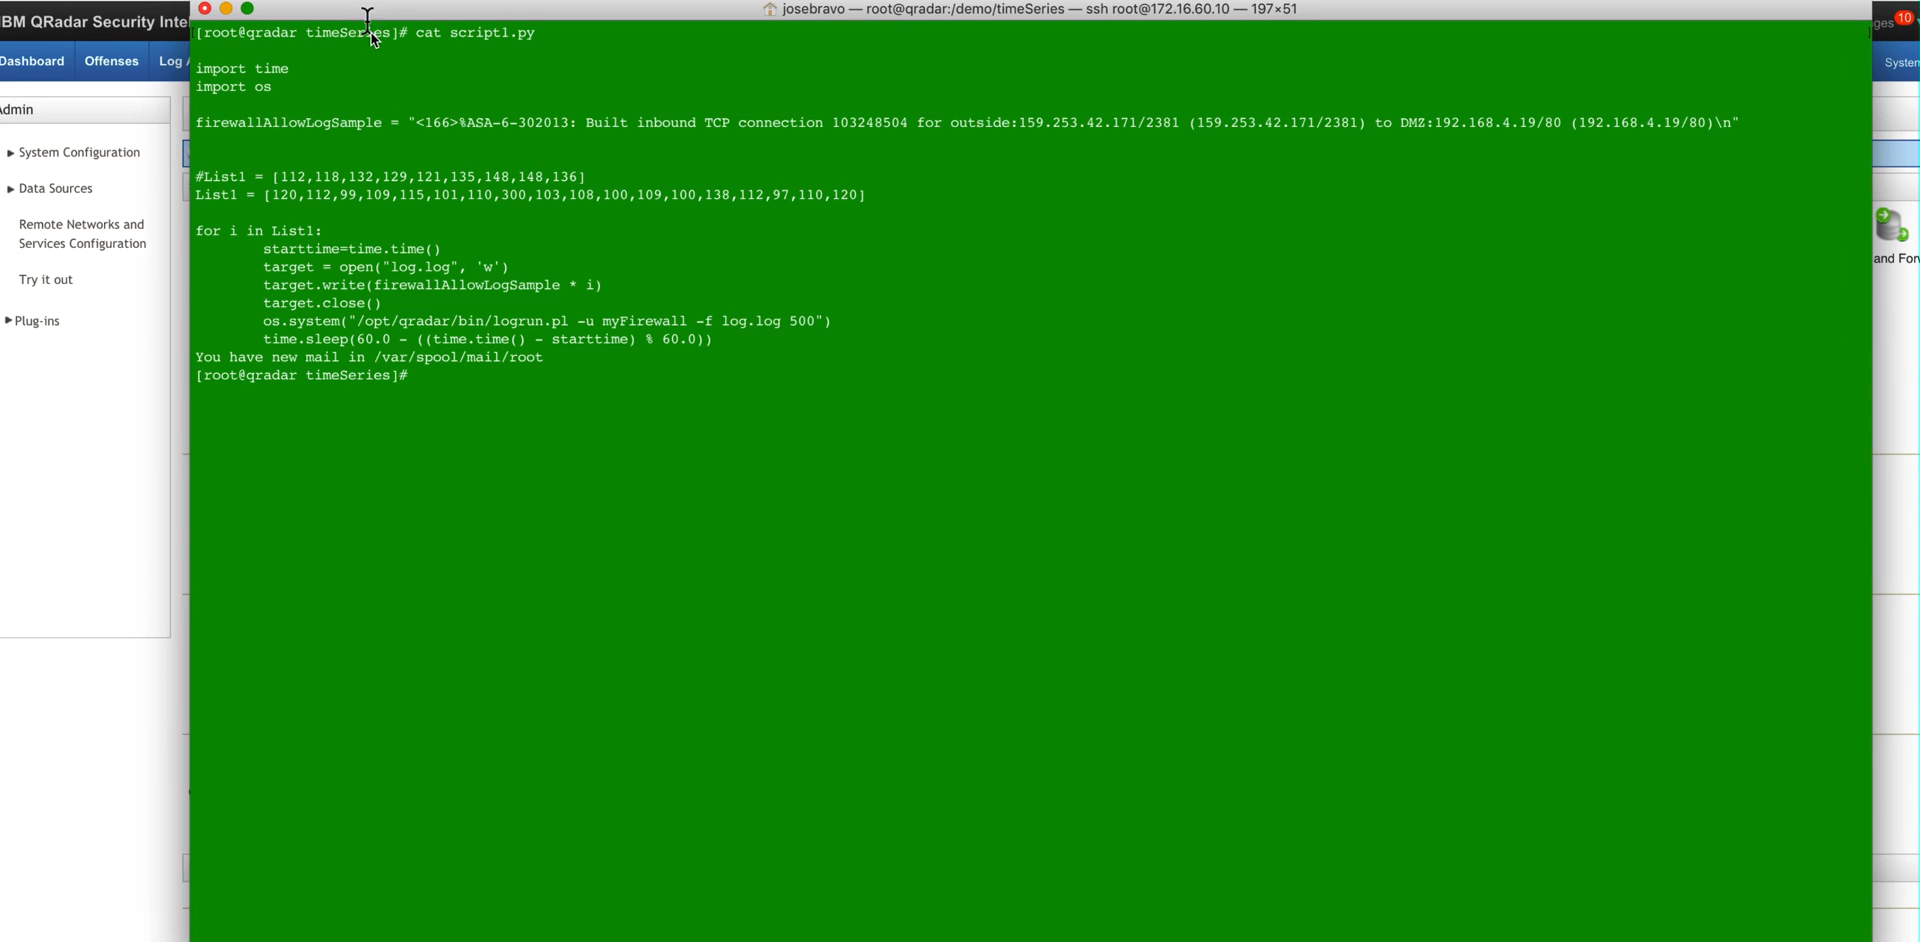 IBM QRadar Security Inte
josebravo — root@qradar:/demo/timeSeries — ssh root@172.16.60.10 — 197×51
10
Dashboard Offenses Log
System
Admin
System Configuration
Data Sources
Remote Networks and
Services Configuration
Try it out
Plug-ins
[root@qradar timeSeries]# cat script1.py
import time
import os
firewallAllowLogSample = "<166>%ASA-6-302013: Built inbound TCP connection 103248504 for outside:159.253.42.171/2381 (159.253.42.171/2381) to DMZ:192.168.4.19/80 (192.168.4.19/80)\n"
#List1 = [112,118,132,129,121,135,148,148,136]
List1 = [120,112,99,109,115,101,110,300,103,108,100,109,100,138,112,97,110,120]
for i in List1:
starttime=time.time()
target = open("log.log", 'w')
target.write(firewallAllowLogSample * i)
target.close()
os.system("/opt/qradar/bin/logrun.pl -u myFirewall -f log.log 500")
time.sleep(60.0 - ((time.time() - starttime) % 60.0))
You have new mail in /var/spool/mail/root
[root@qradar timeSeries]#
and For